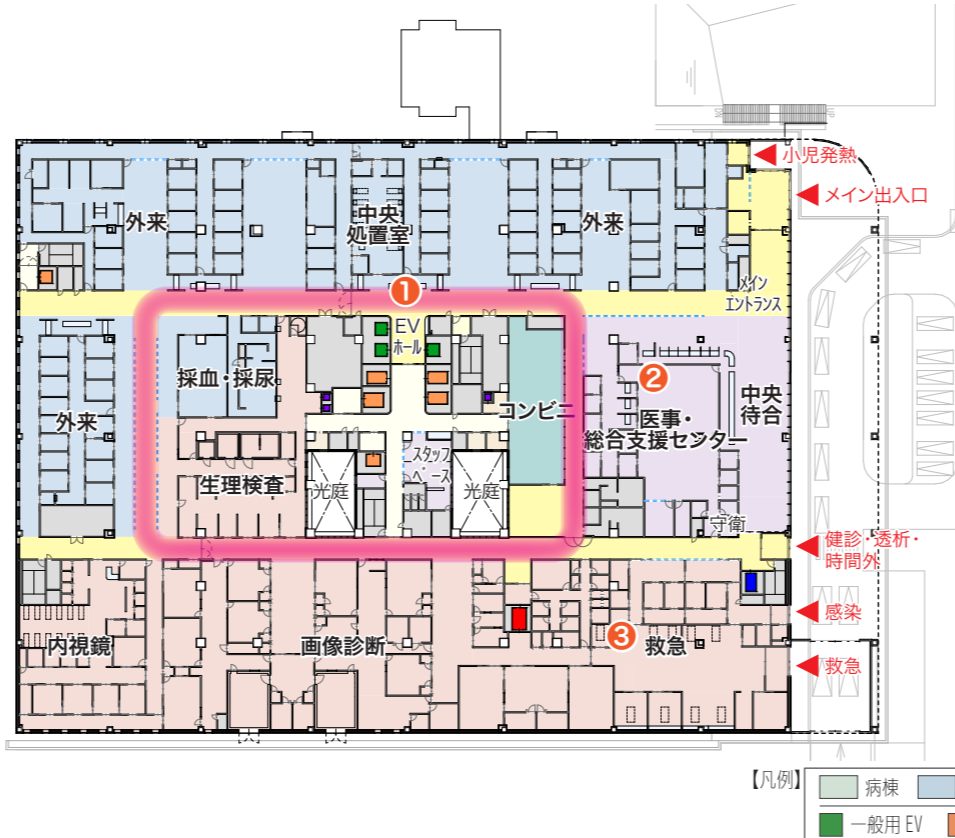 小児発熱
メイン出入口
外来
中央
処置室
外来
メイン
エントランス
①
EV
ホール
採血・採尿
コンビニ
②
医事・
総合支援センター
中央
待合
外来
生理検査
光庭
スタッフ
スペース
光庭
守衛
健診・透析・
時間外
感染
内視鏡
画像診断
③
救急
救急
【凡例】
病棟
一般用 EV